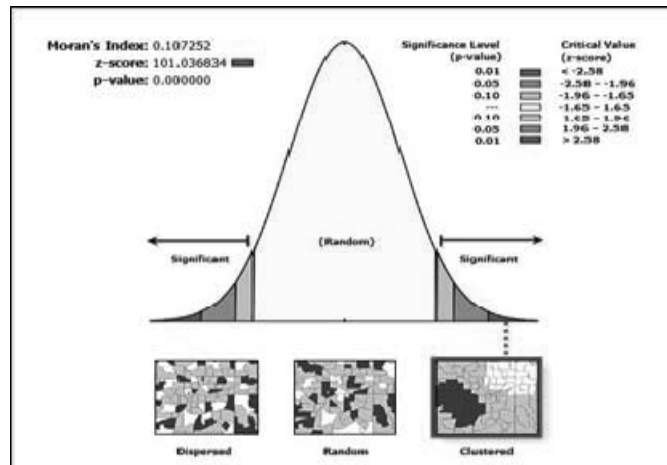 Moran's Index: 0.107252
z-score: 101.036834
p-value: 0.000000
Significance Level
(p-value)
Critical Value
(z-score)
0.01 < -2.58
0.05 -2.58 – -1.96
0.10 -1.96 – -1.65
--- -1.65 – 1.65
0.10 1.65 – 1.96
0.05 1.96 – 2.58
0.01 > 2.58
(Random)
Significant
Significant
Dispersed
Random
Clustered